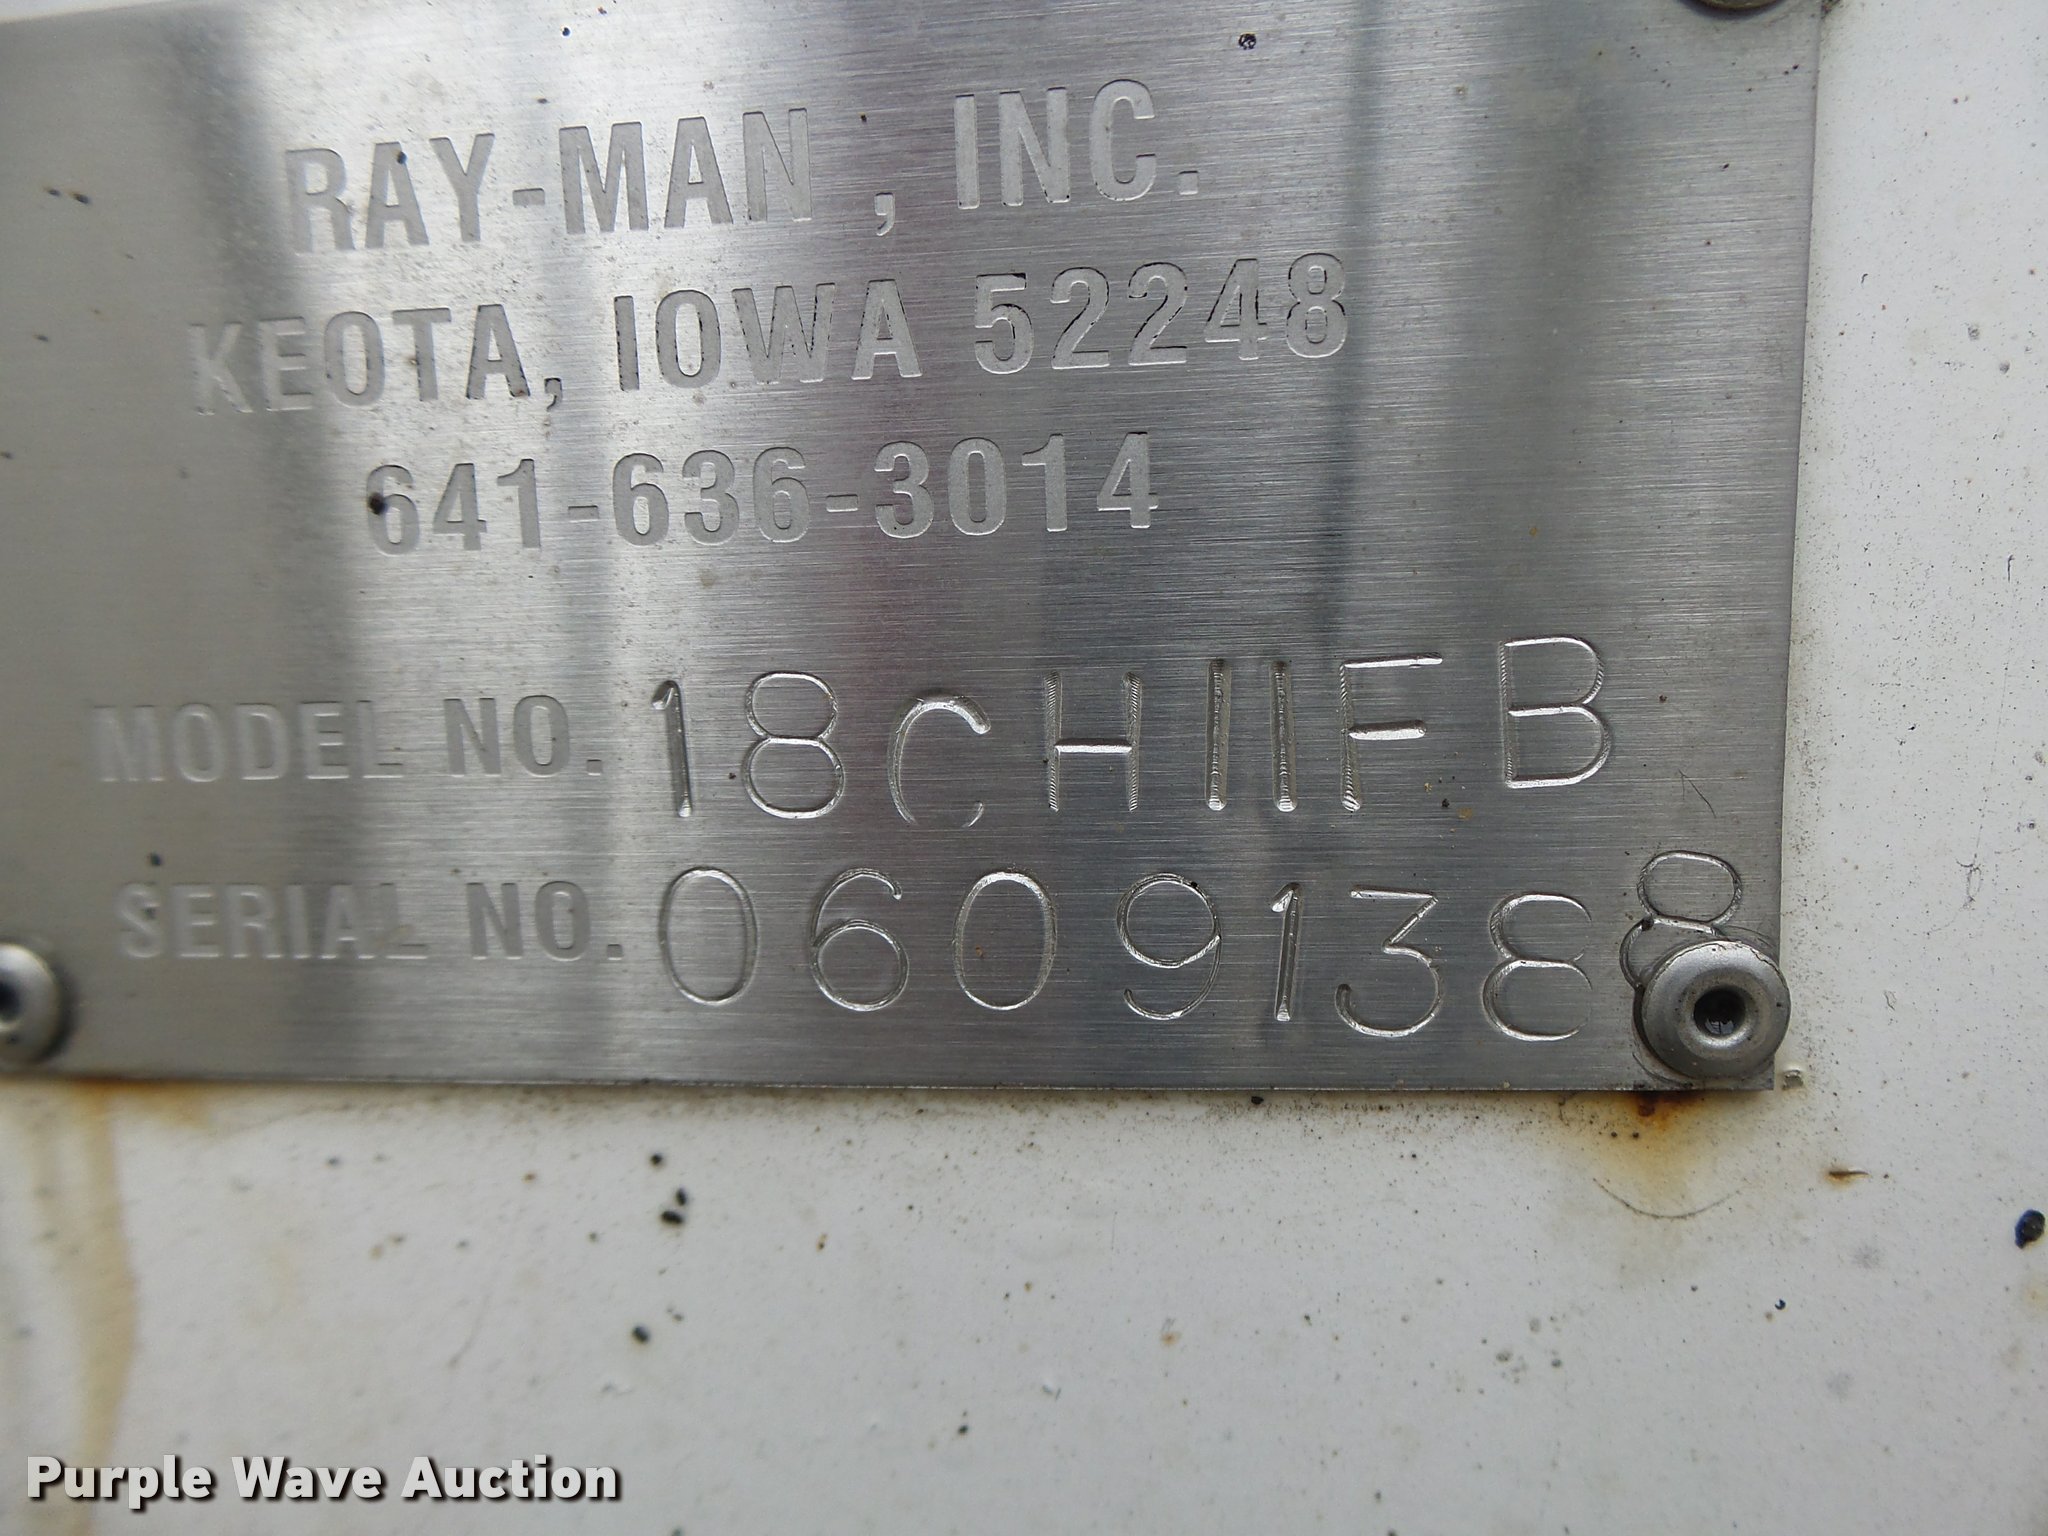 RAY-MAN, INC.
KEOTA, IOWA 52248
641-636-3014
MODEL NO. 18CHIIFB
SERIAL NO. 06091388
Purple Wave Auction